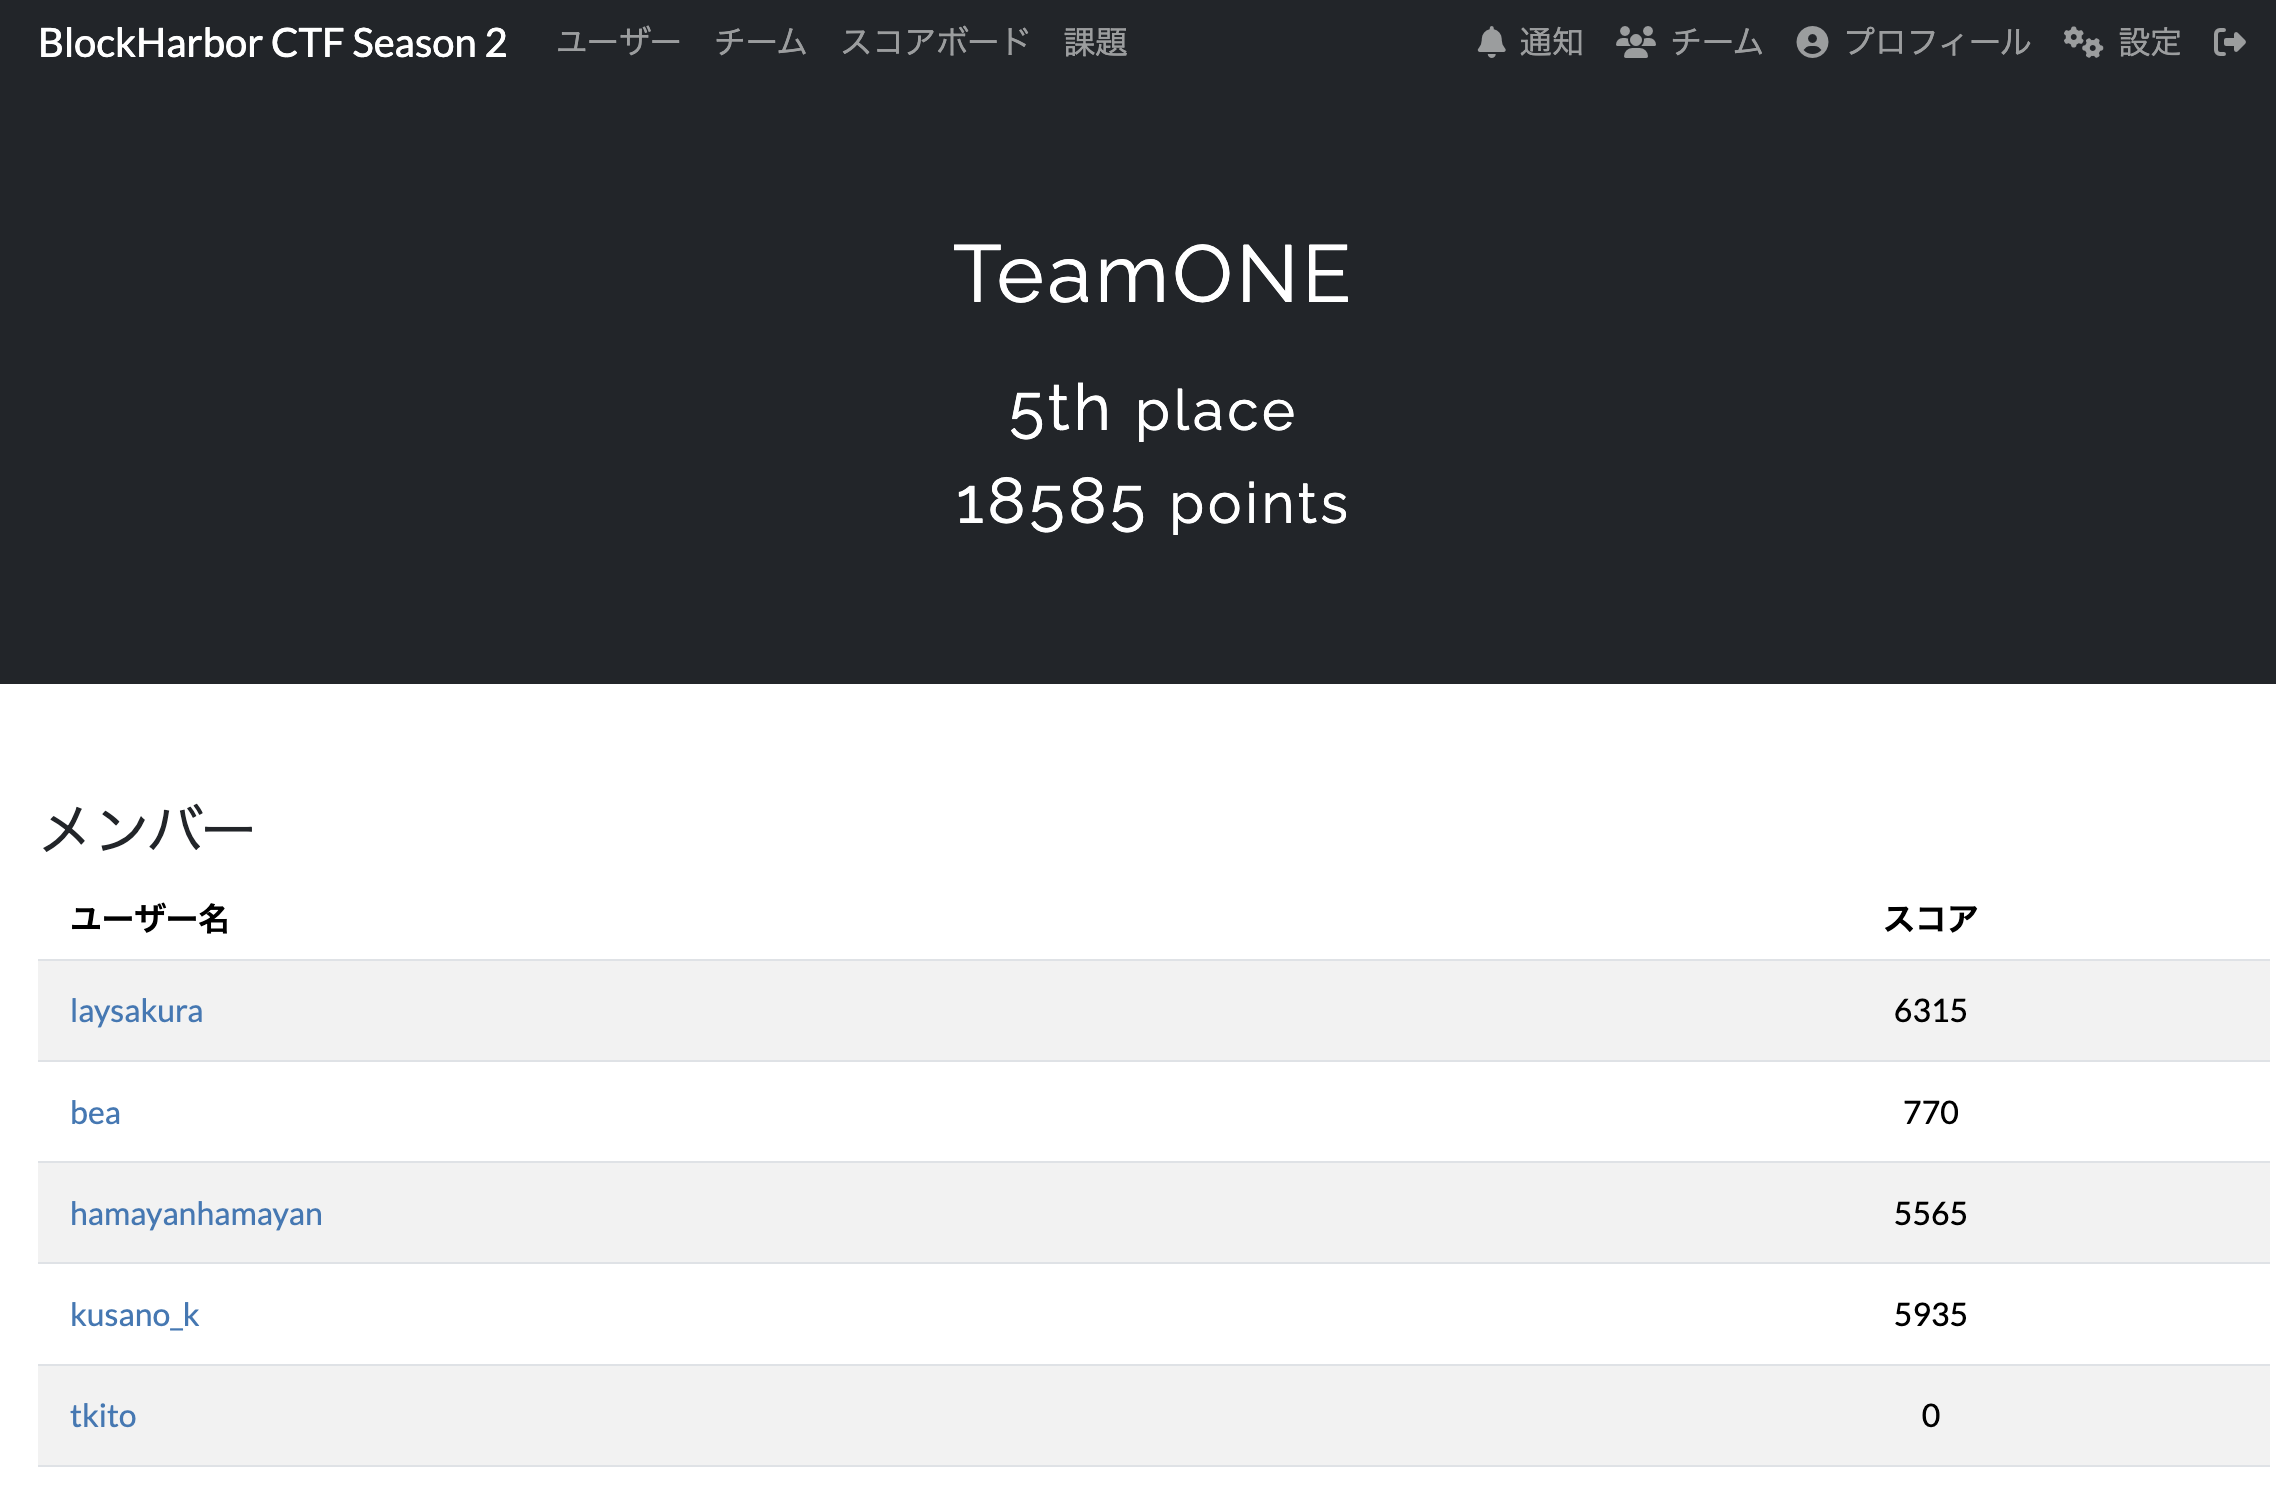 BlockHarbor CTF Season 2 ユーザー チーム スコアボード 課題 通知 チーム プロフィール 設定
TeamONE
5th place
18585 points
メンバー
ユーザー名 スコア
laysakura 6315
bea 770
hamayanhamayan 5565
kusano_k 5935
tkito 0